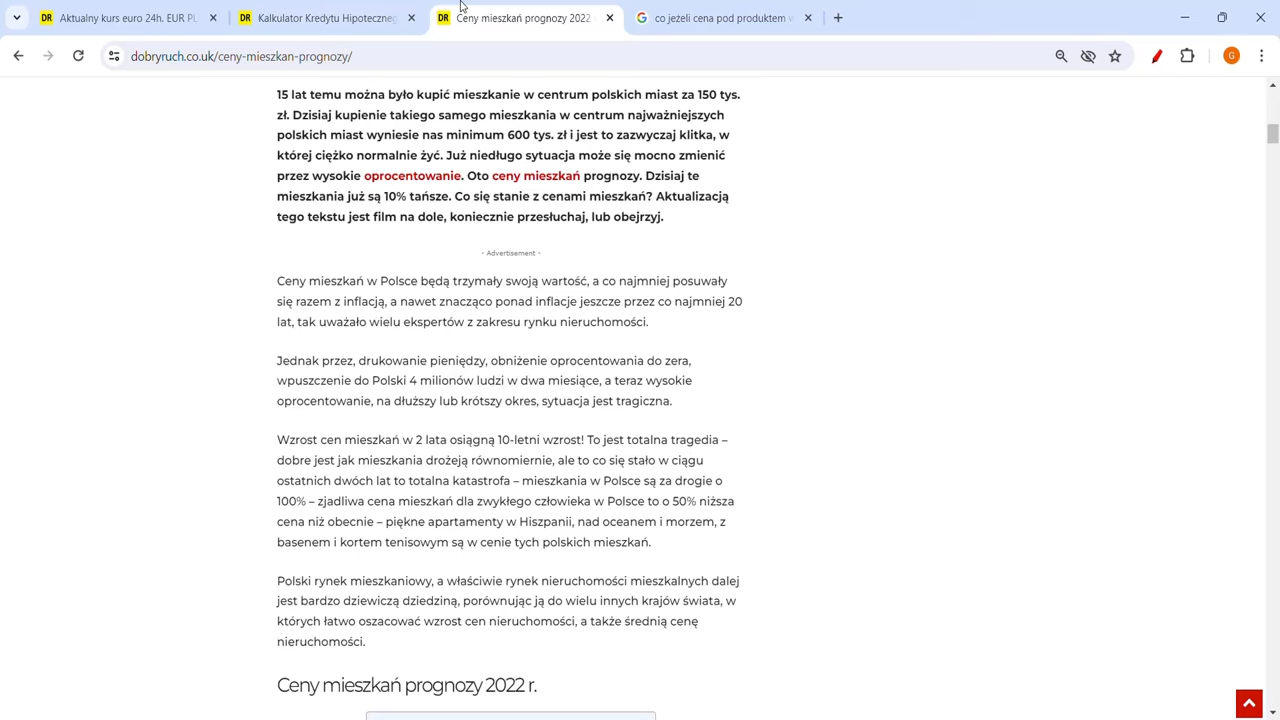 Aktualny kurs euro 24h. EUR PL
Kalkulator Kredytu Hipoteczneg
Ceny mieszkań prognozy 2022
co jeżeli cena pod produktem w
dobryruch.co.uk/ceny-mieszkan-prognozy/
G
15 lat temu można było kupić mieszkanie w centrum polskich miast za 150 tys.
zł. Dzisiaj kupienie takiego samego mieszkania w centrum najważniejszych
polskich miast wyniesie nas minimum 600 tys. zł i jest to zazwyczaj klitka, w
której ciężko normalnie żyć. Już niedługo sytuacja może się mocno zmienić
przez wysokie oprocentowanie. Oto ceny mieszkań prognozy. Dzisiaj te
mieszkania już są 10% tańsze. Co się stanie z cenami mieszkań? Aktualizacją
tego tekstu jest film na dole, koniecznie przesłuchaj, lub obejrzyj.
- Advertisement -
Ceny mieszkań w Polsce będą trzymały swoją wartość, a co najmniej posuwały
się razem z inflacją, a nawet znacząco ponad inflacje jeszcze przez co najmniej 20
lat, tak uważało wielu ekspertów z zakresu rynku nieruchomości.
Jednak przez, drukowanie pieniędzy, obniżenie oprocentowania do zera,
wpuszczenie do Polski 4 milionów ludzi w dwa miesiące, a teraz wysokie
oprocentowanie, na dłuższy lub krótszy okres, sytuacja jest tragiczna.
Wzrost cen mieszkań w 2 lata osiągną 10-letni wzrost! To jest totalna tragedia –
dobre jest jak mieszkania drożeją równomiernie, ale to co się stało w ciągu
ostatnich dwóch lat to totalna katastrofa – mieszkania w Polsce są za drogie o
100% – zjadliwa cena mieszkań dla zwykłego człowieka w Polsce to o 50% niższa
cena niż obecnie – piękne apartamenty w Hiszpanii, nad oceanem i morzem, z
basenem i kortem tenisowym są w cenie tych polskich mieszkań.
Polski rynek mieszkaniowy, a właściwie rynek nieruchomości mieszkalnych dalej
jest bardzo dziewiczą dziedziną, porównując ją do wielu innych krajów świata, w
których łatwo oszacować wzrost cen nieruchomości, a także średnią cenę
nieruchomości.
Ceny mieszkań prognozy 2022 r.